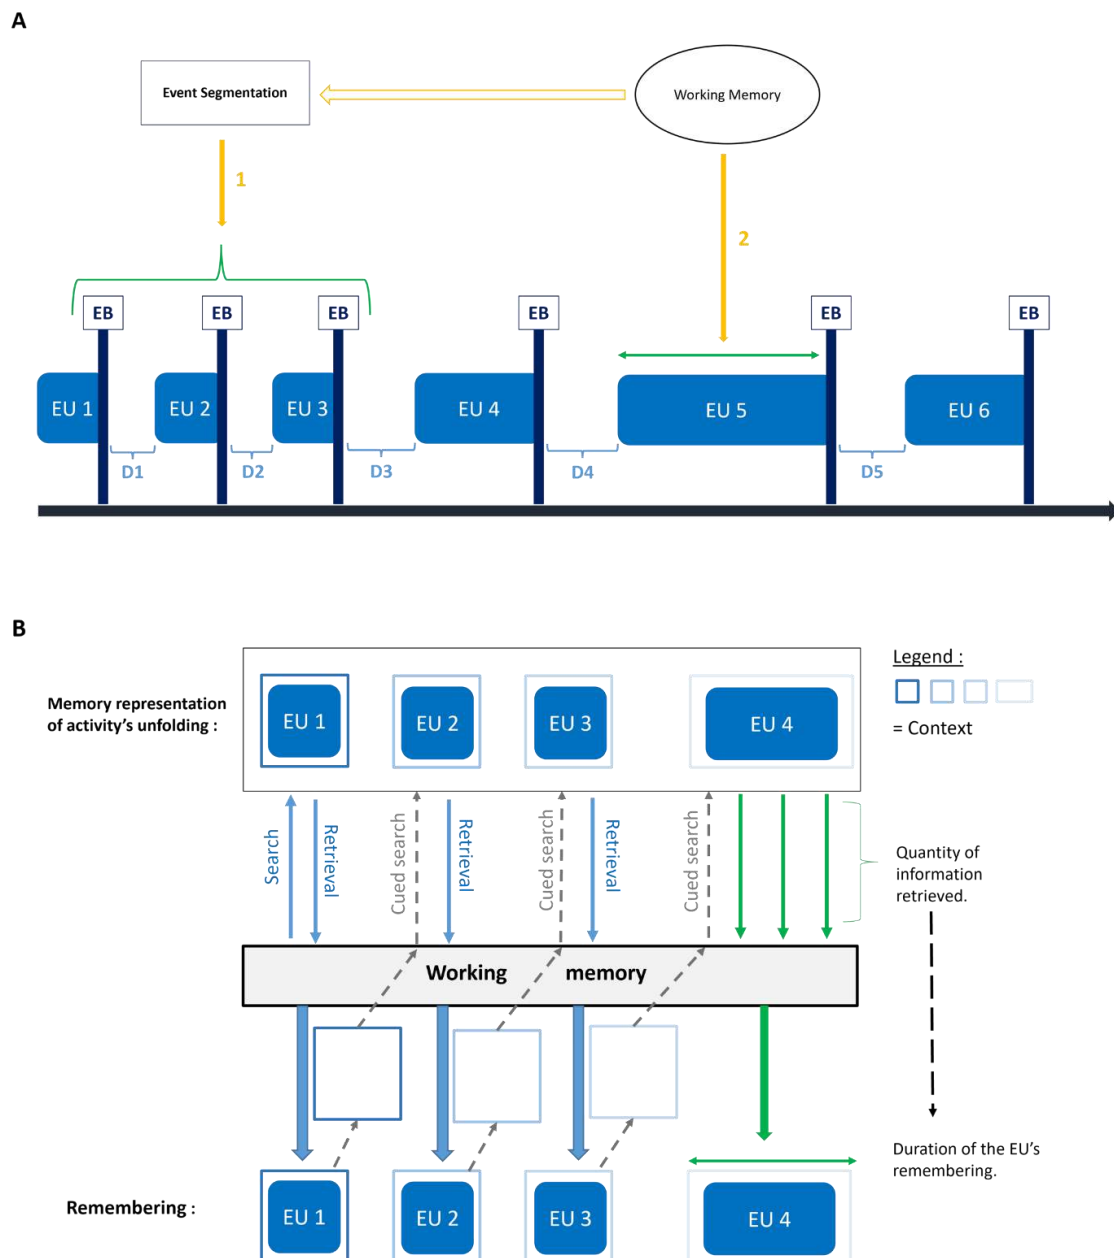 A
Event Segmentation
Working Memory
1
2
EB
EB
EB
EB
EB
EB
EU 1
EU 2
EU 3
EU 4
EU 5
EU 6
D1
D2
D3
D4
D5
B
Memory representation
of activity's unfolding :
EU 1
EU 2
EU 3
EU 4
Legend :
= Context
Search
Retrieval
Cued search
Retrieval
Cued search
Retrieval
Cued search
Quantity of
information
retrieved.
Working memory
Duration of the EU's
remembering.
Remembering :
EU 1
EU 2
EU 3
EU 4